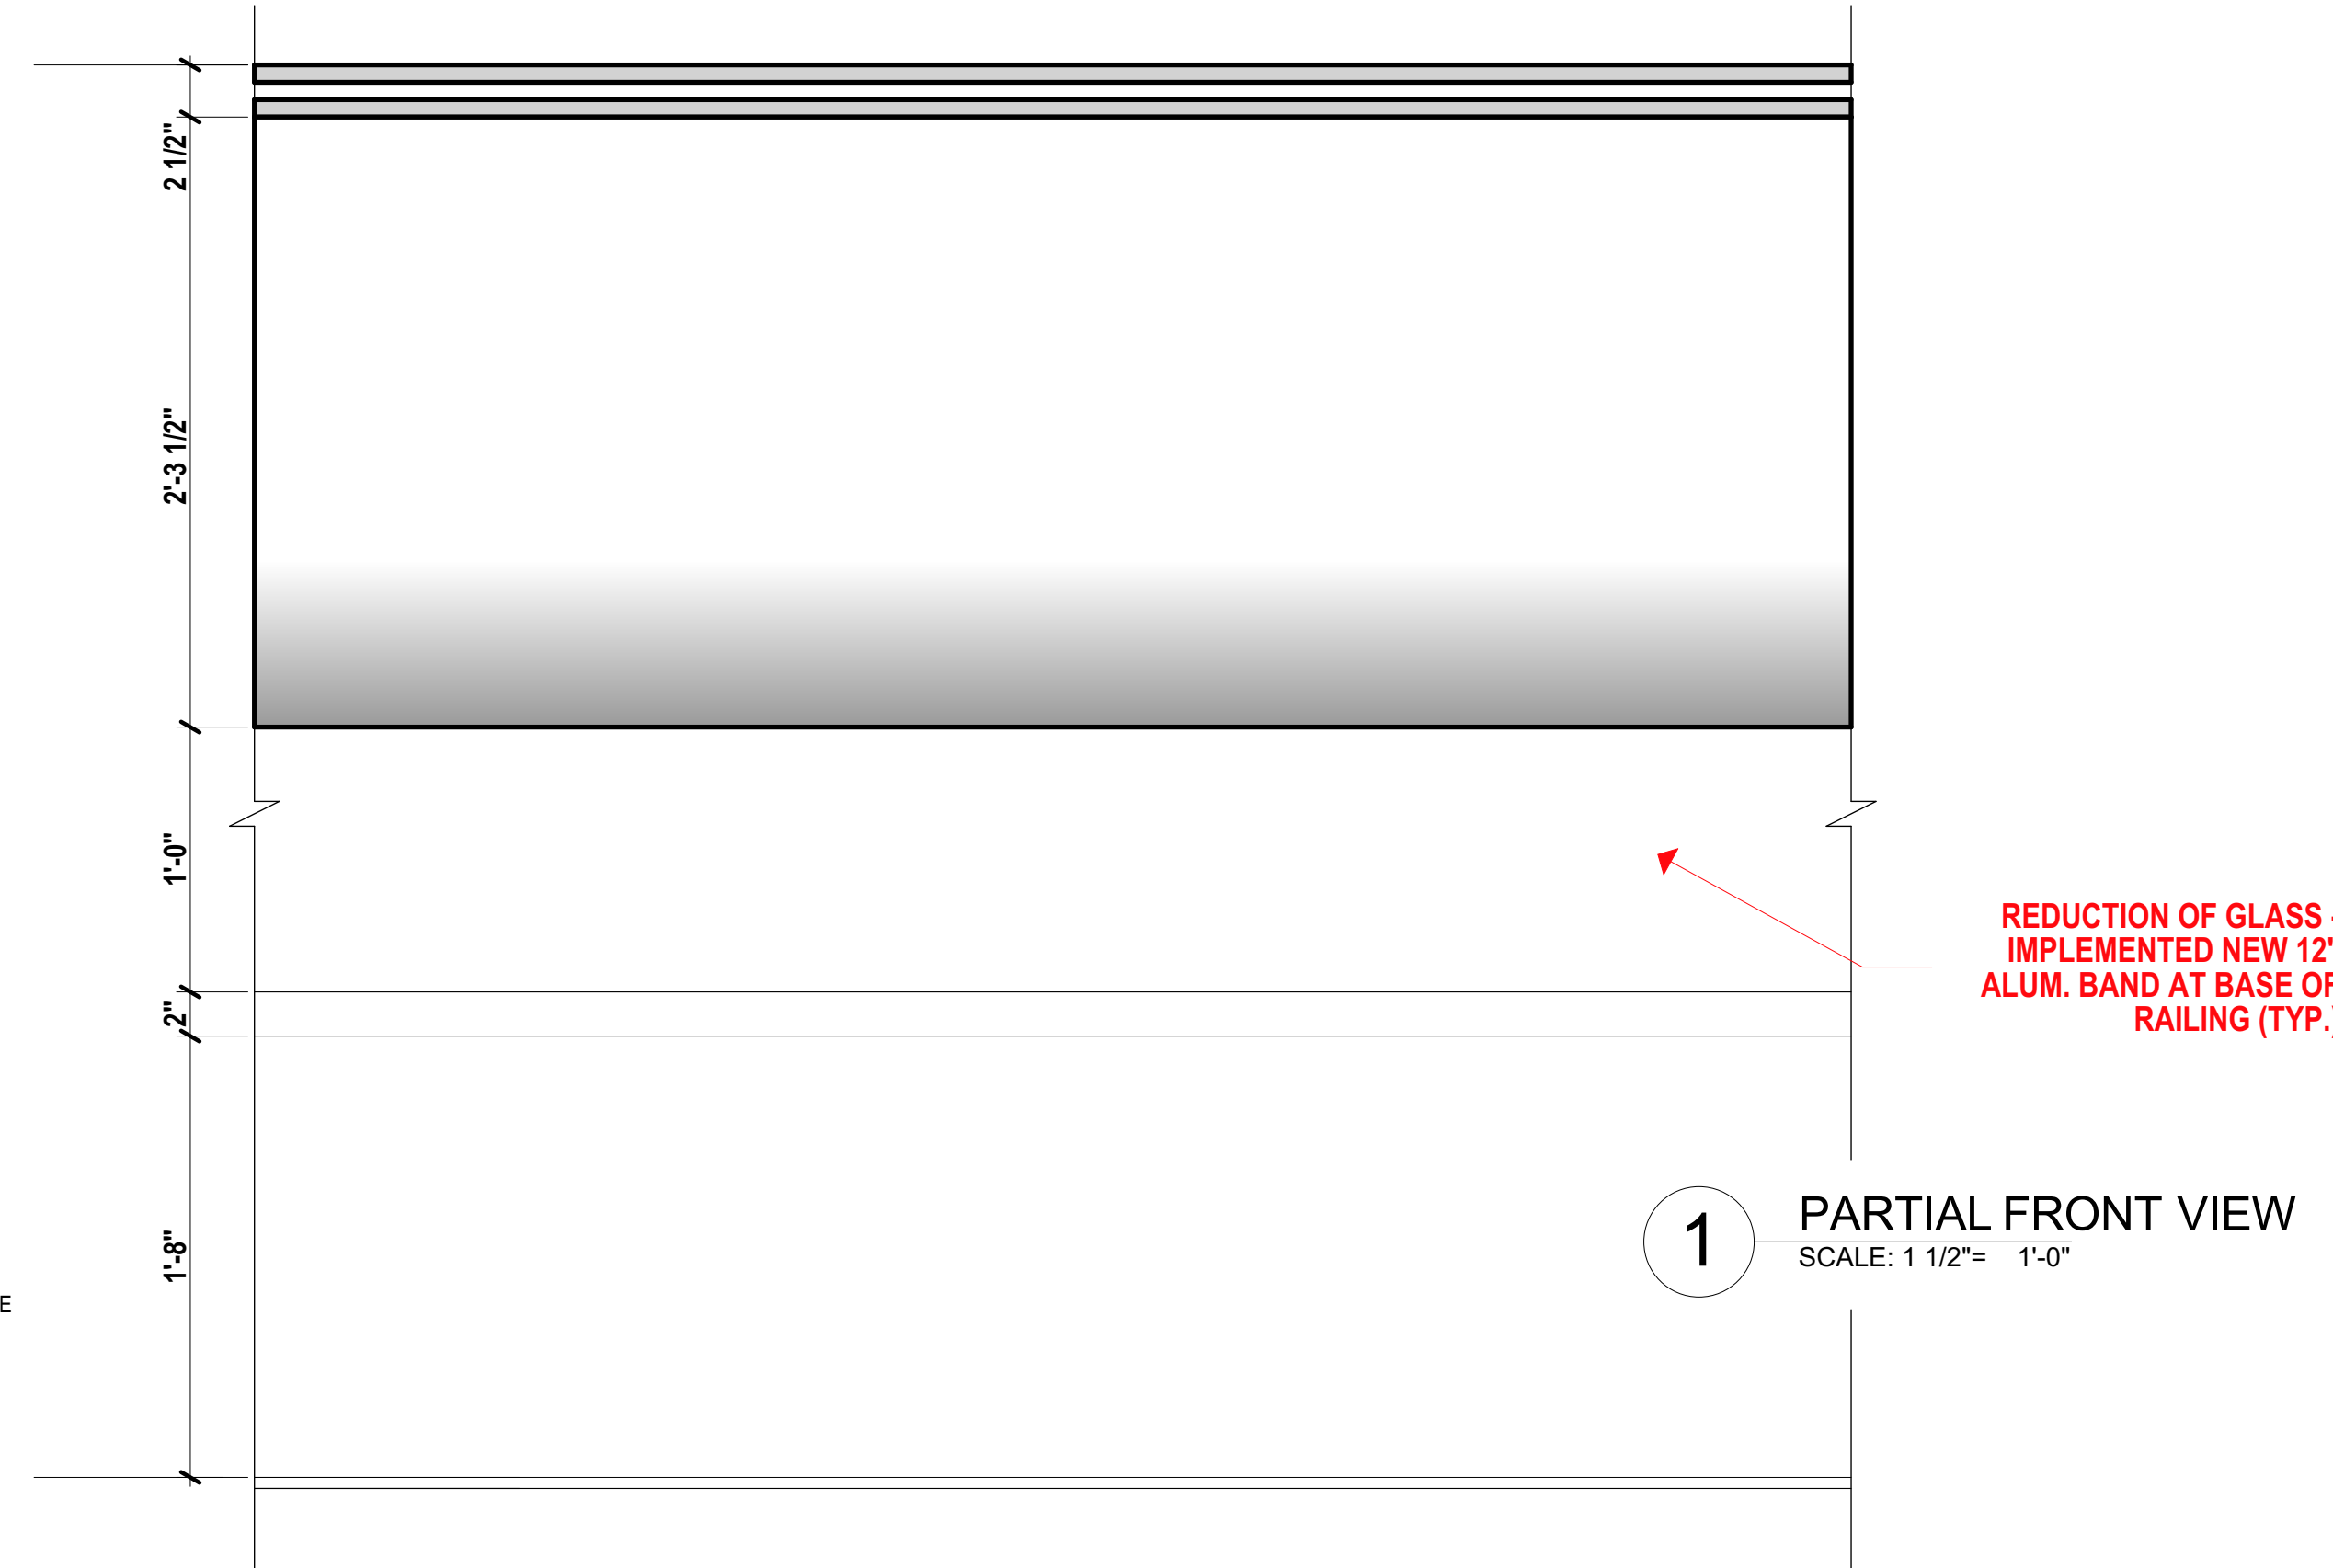 2 1/2"
2'-3 1/2"
1'-0"
2"
1'-8"
REDUCTION OF GLASS
IMPLEMENTED NEW 12"
ALUM. BAND AT BASE OF
RAILING (TYP.)
1
PARTIAL FRONT VIEW
SCALE: 1 1/2"= 1'-0"
E